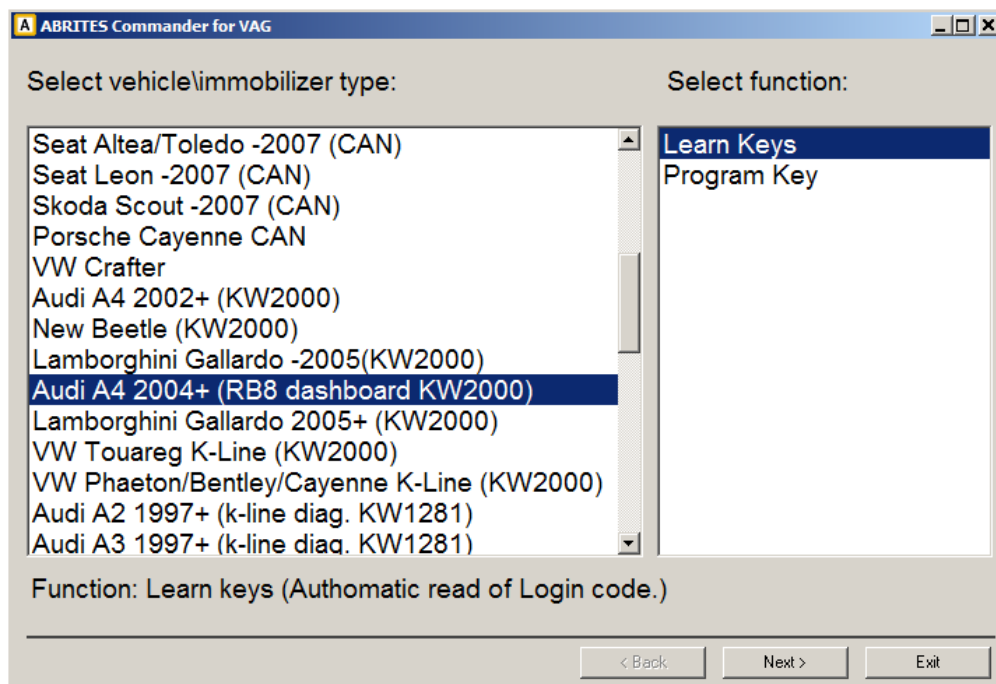 A ABRITES Commander for VAG
Select vehicle\immobilizer type:
Select function:
Seat Altea/Toledo -2007 (CAN)
Seat Leon -2007 (CAN)
Skoda Scout -2007 (CAN)
Porsche Cayenne CAN
VW Crafter
Audi A4 2002+ (KW2000)
New Beetle (KW2000)
Lamborghini Gallardo -2005(KW2000)
Audi A4 2004+ (RB8 dashboard KW2000)
Lamborghini Gallardo 2005+ (KW2000)
VW Touareg K-Line (KW2000)
VW Phaeton/Bentley/Cayenne K-Line (KW2000)
Audi A2 1997+ (k-line diag. KW1281)
Audi A3 1997+ (k-line diag. KW1281)
Learn Keys
Program Key
Function: Learn keys (Authomatic read of Login code.)
< Back
Next >
Exit